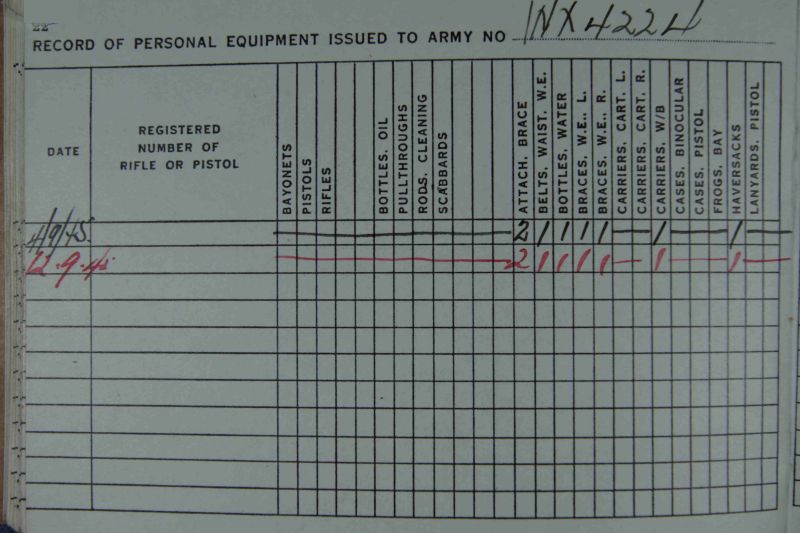 22
RECORD OF PERSONAL EQUIPMENT ISSUED TO ARMY NO NX4224
DATE
REGISTERED
NUMBER OF
RIFLE OR PISTOL
BAYONETS
PISTOLS
RIFLES
BOTTLES, OIL
PULLTHROUGHS
RODS, CLEANING
SCABBARDS
ATTACH, BRACE
BELTS, WAIST, W.E.
BOTTLES, WATER
BRACES, W.E., L.
BRACES, W.E., R.
CARRIERS, CART. L.
CARRIERS, CART. R.
CARRIERS, W/B
CASES, BINOCULAR
CASES, PISTOL
FROGS, BAY
HAVERSACKS
LANYARDS, PISTOL
4/9/45. 2 1 1 1 1 1 1
12.9.45 2 1 1 1 1 1 1